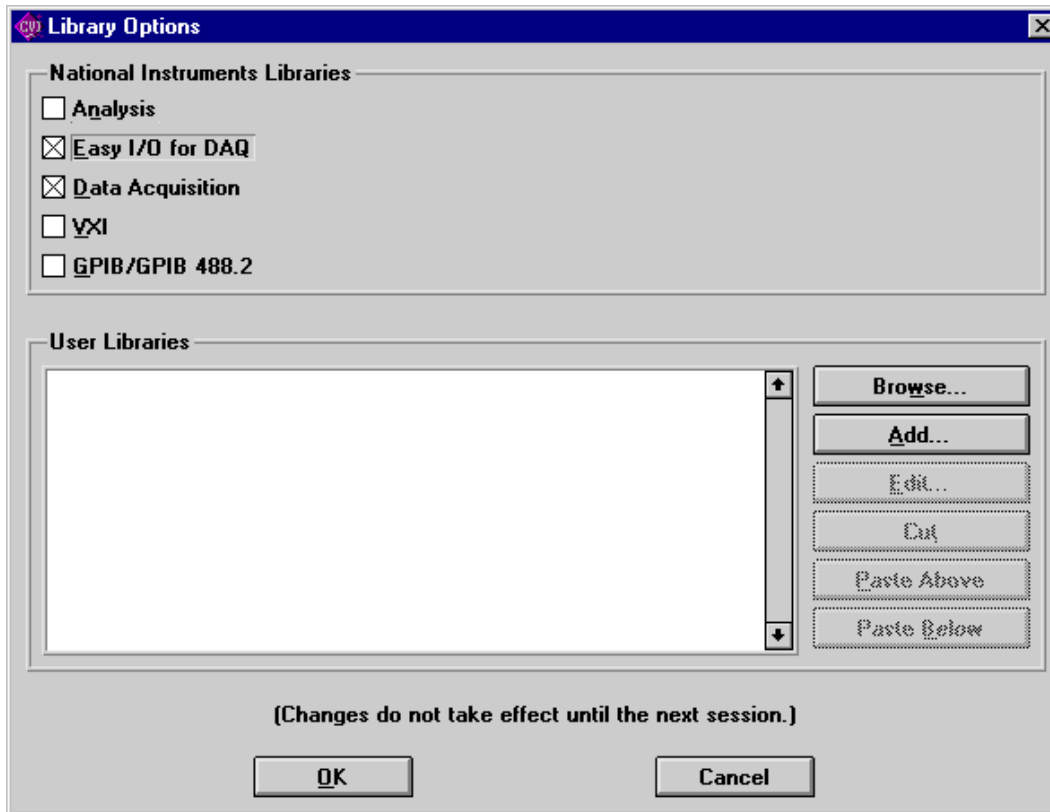 CVI Library Options
National Instruments Libraries
Analysis
Easy I/O for DAQ
Data Acquisition
VXI
GPIB/GPIB 488.2
User Libraries
Browse...
Add...
Edit...
Cut
Paste Above
Paste Below
(Changes do not take effect until the next session.)
OK
Cancel